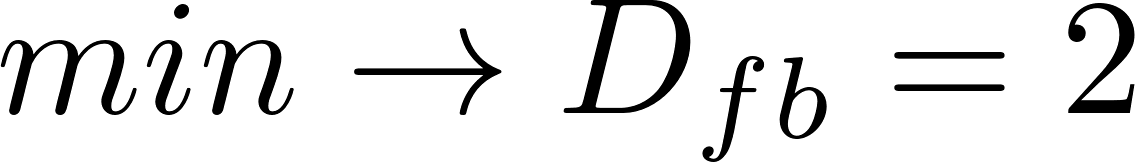 min → D_{fb} = 2